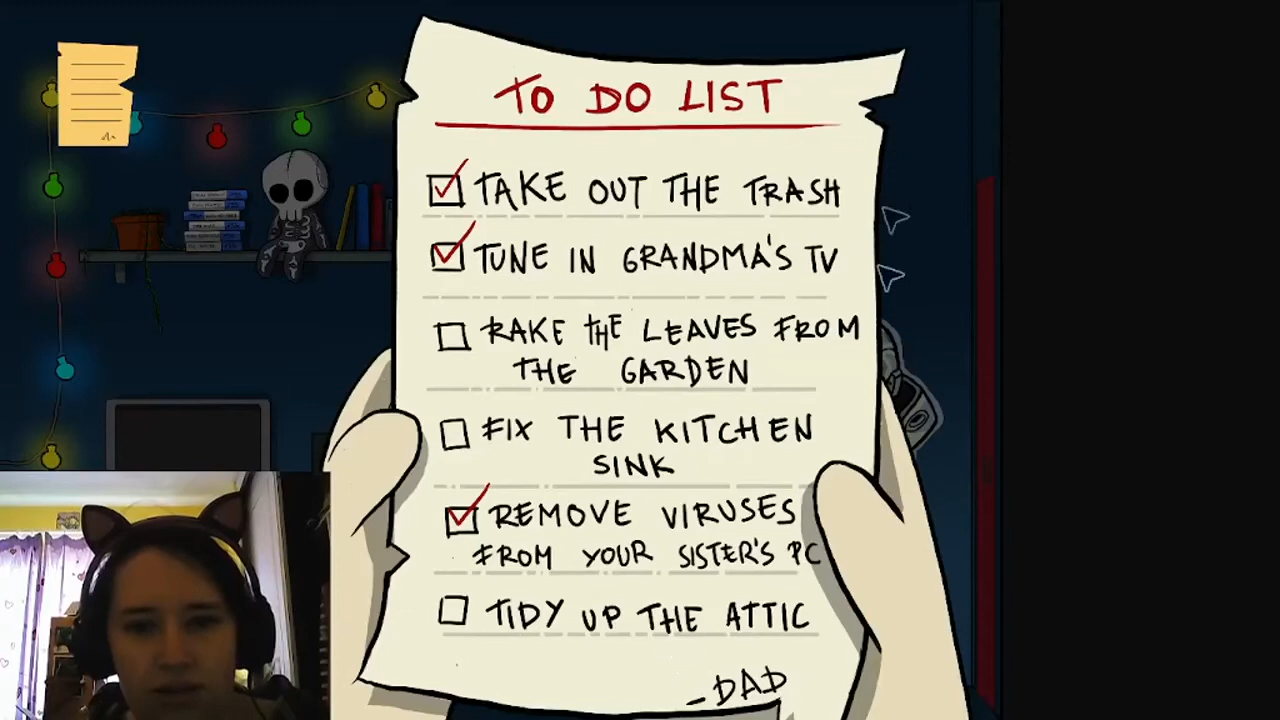 TO DO LIST
TAKE OUT THE TRASH
TUNE IN GRANDMA'S TV
RAKE THE LEAVES FROM
THE GARDEN
FIX THE KITCHEN
SINK
REMOVE VIRUSES
FROM YOUR SISTER'S PC
TIDY UP THE ATTIC
-DAD